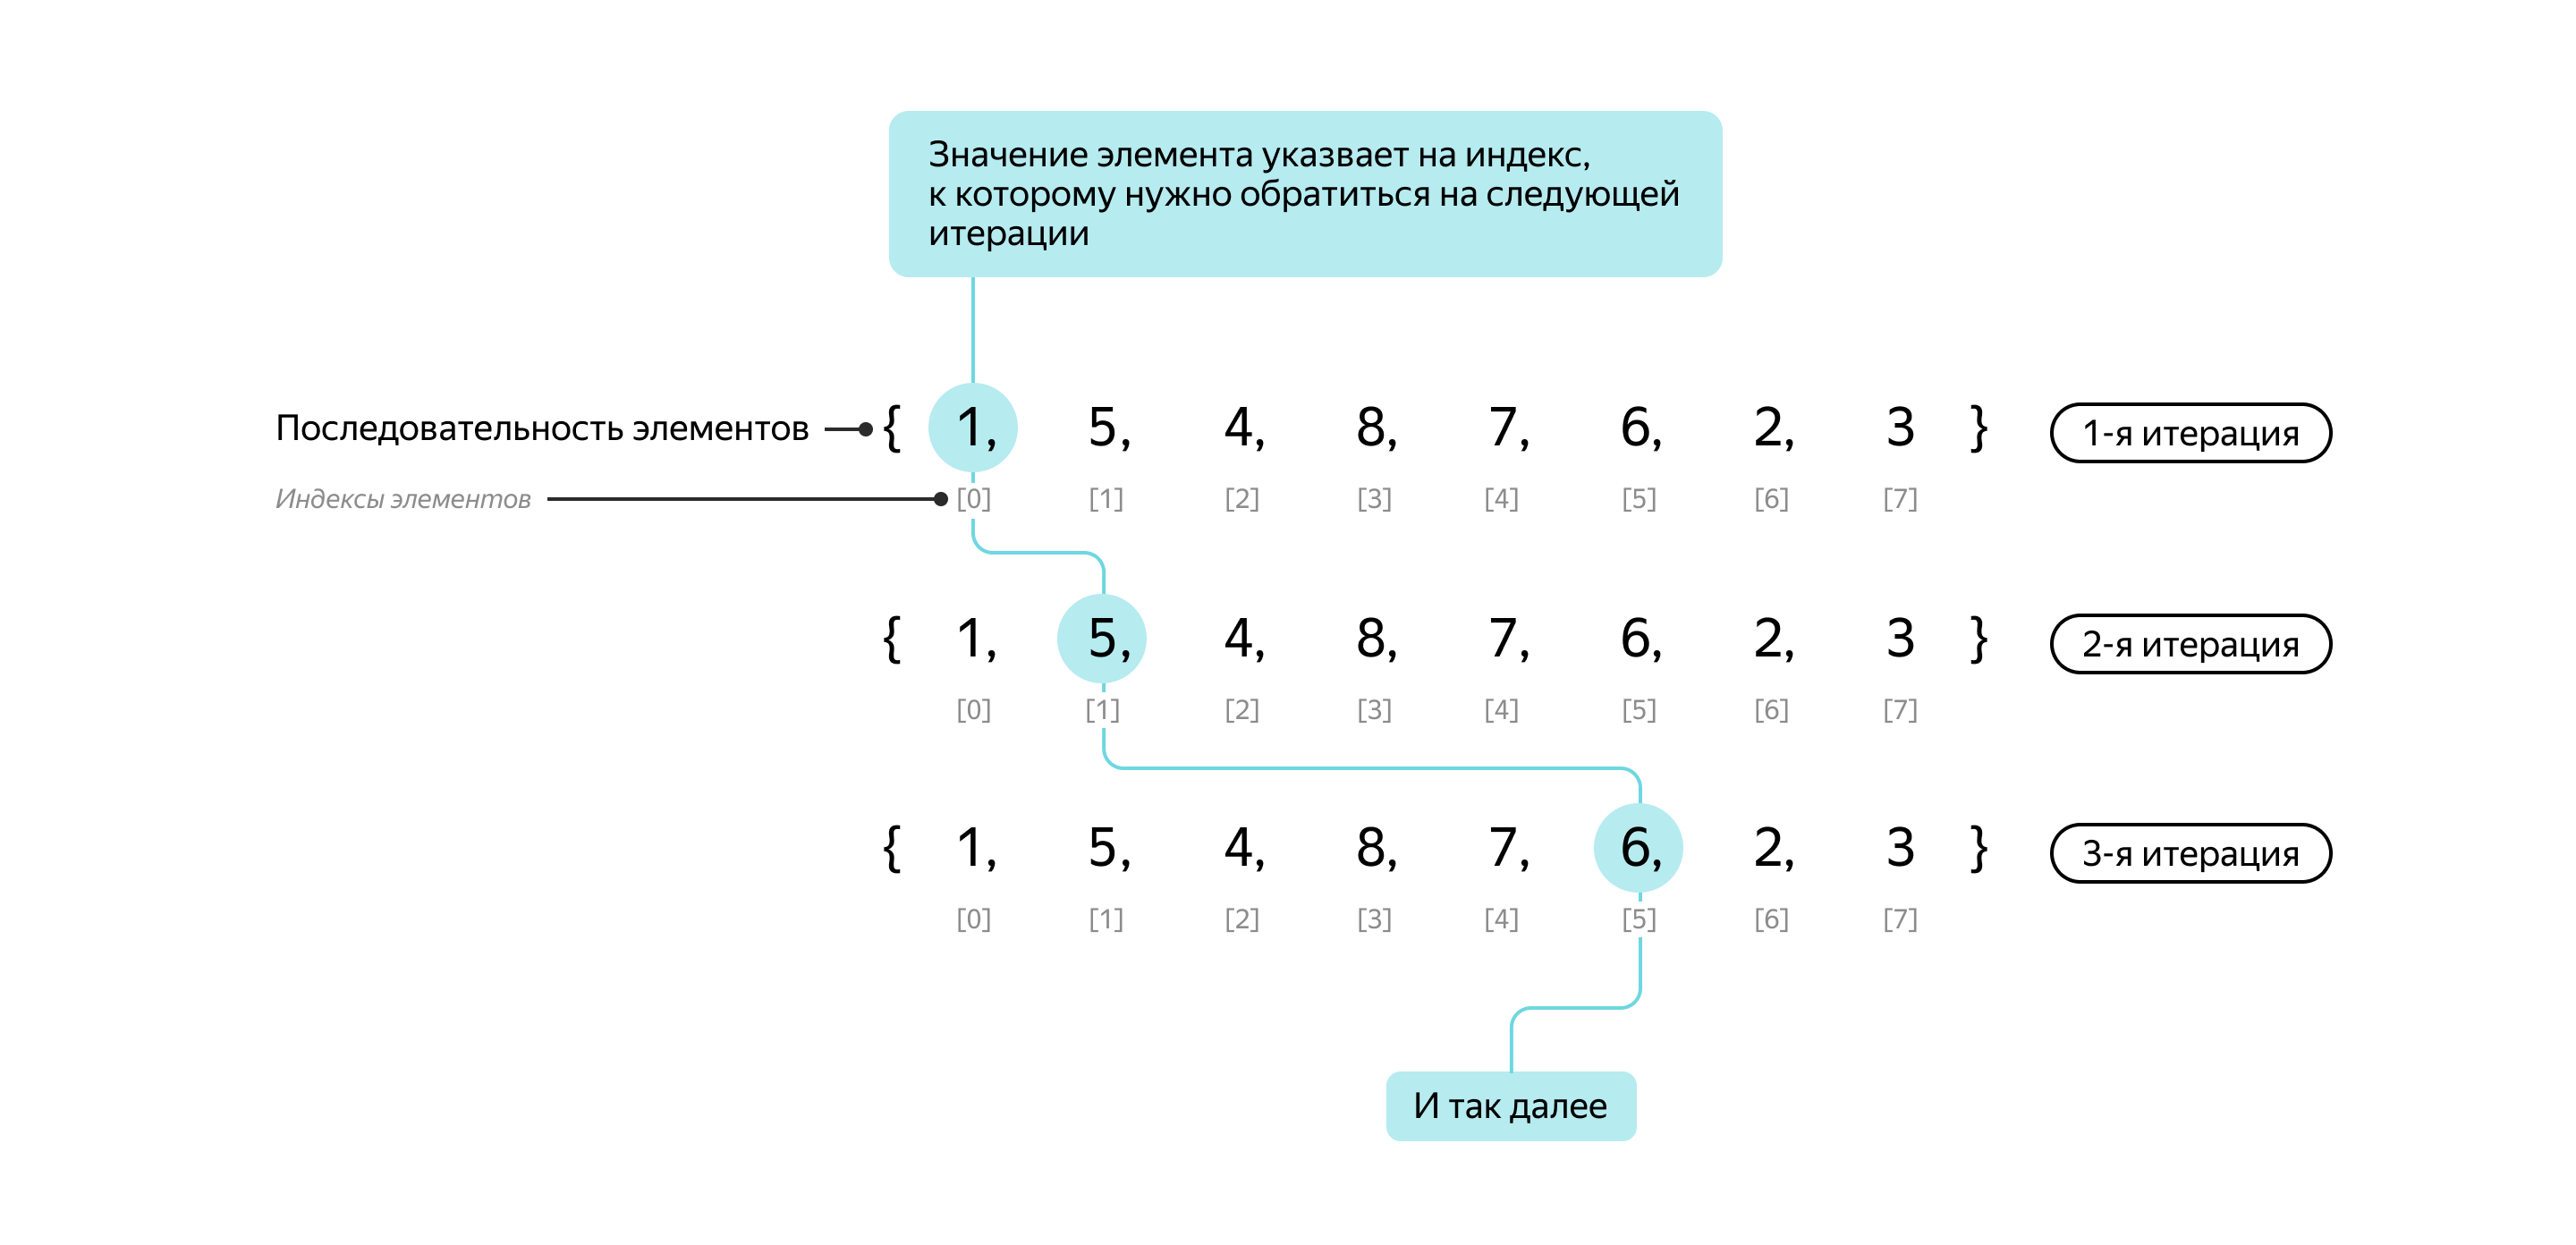 Значение элемента указвает на индекс,
к которому нужно обратиться на следующей
итерации
Последовательность элементов { 1, 5, 4, 8, 7, 6, 2, 3 } 1-я итерация
Индексы элементов [0] [1] [2] [3] [4] [5] [6] [7]
{ 1, 5, 4, 8, 7, 6, 2, 3 } 2-я итерация
[0] [1] [2] [3] [4] [5] [6] [7]
{ 1, 5, 4, 8, 7, 6, 2, 3 } 3-я итерация
[0] [1] [2] [3] [4] [5] [6] [7]
И так далее